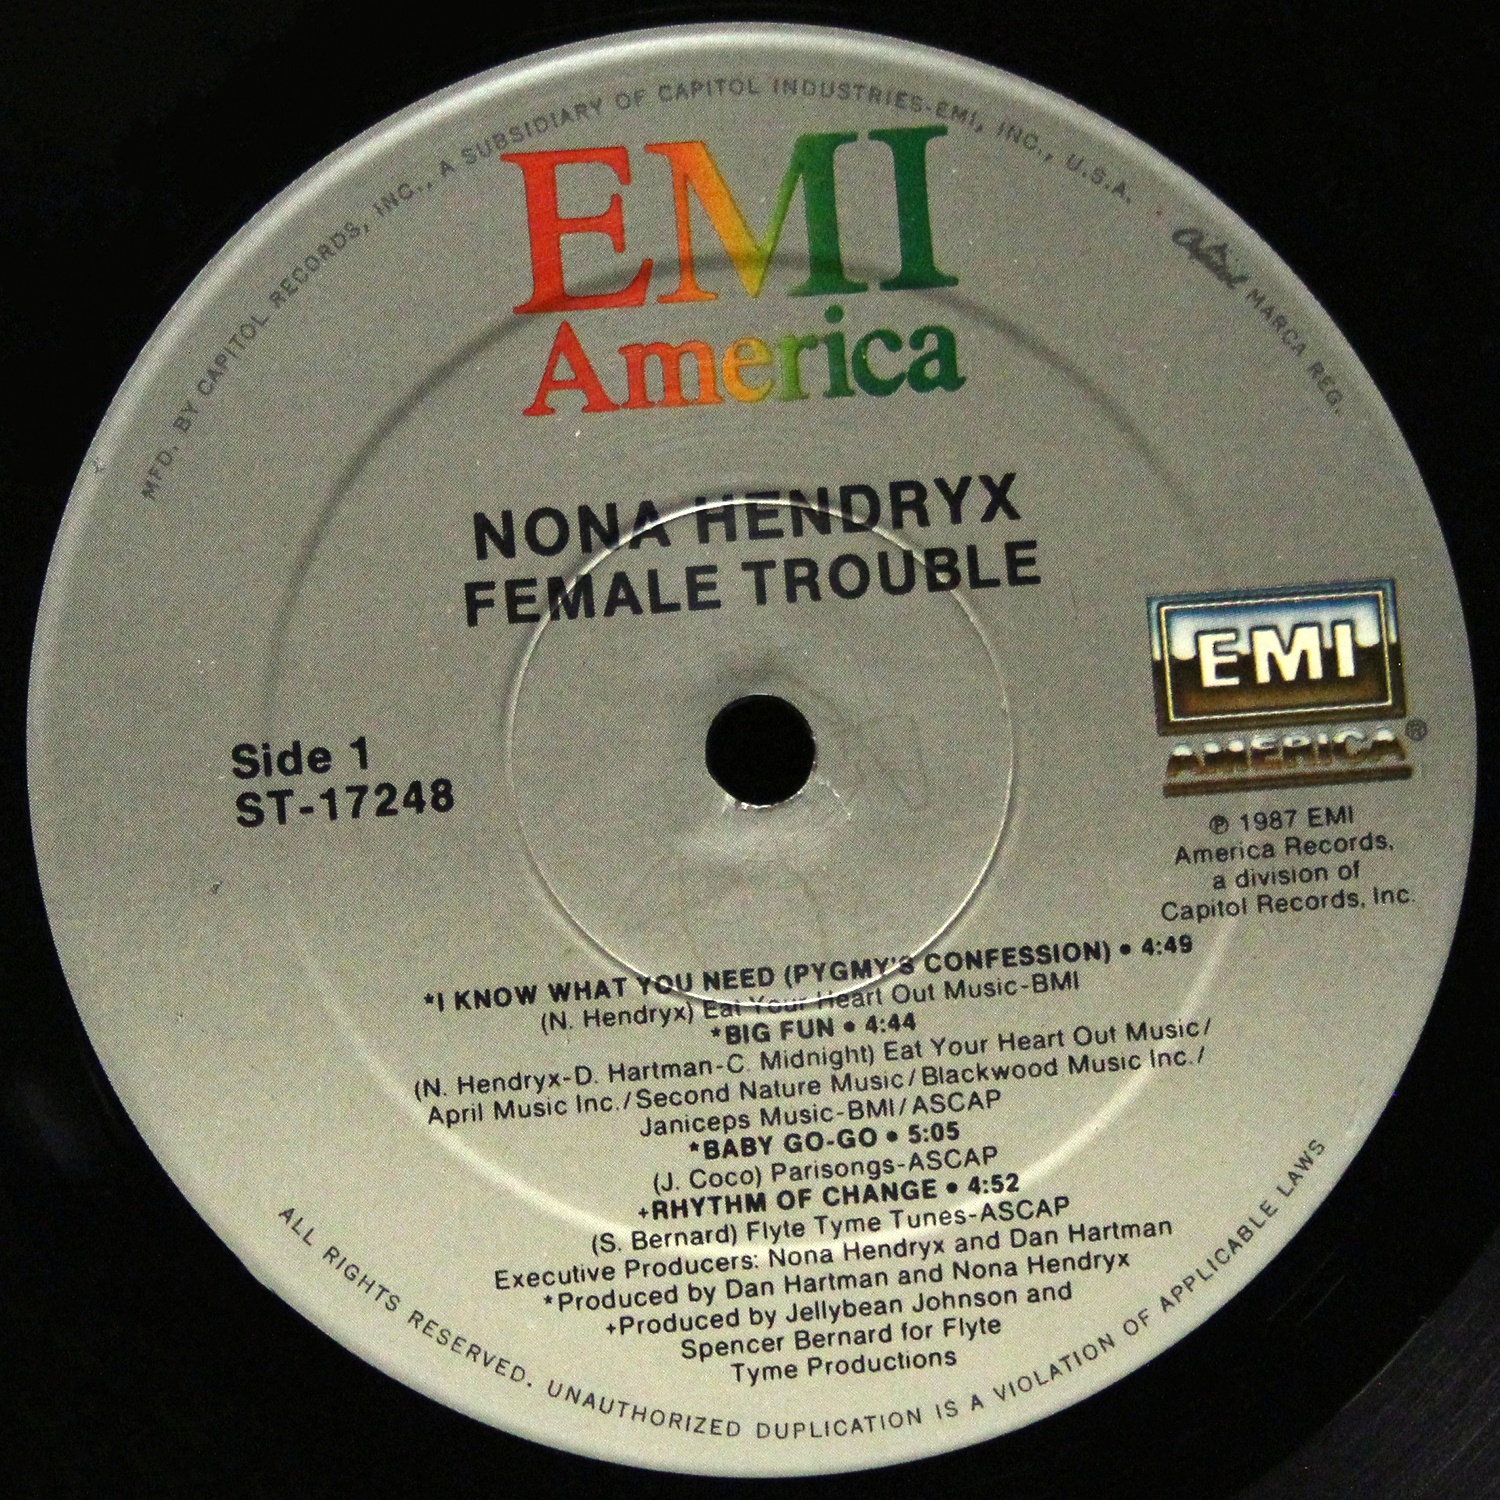 MFD. BY CAPITOL RECORDS, INC., A SUBSIDIARY OF CAPITOL INDUSTRIES-EMI, INC., U.S.A.
Capitol MARCA REG.
EMI
America
NONA HENDRYX
FEMALE TROUBLE
Side 1
ST-17248
EMI
AMERICA®
℗ 1987 EMI
America Records,
a division of
Capitol Records, Inc.
*I KNOW WHAT YOU NEED (PYGMY'S CONFESSION) • 4:49
(N. Hendryx) Eat Your Heart Out Music-BMI
*BIG FUN • 4:44
(N. Hendryx-D. Hartman-C. Midnight) Eat Your Heart Out Music/
April Music Inc./Second Nature Music/Blackwood Music Inc./
Janiceps Music-BMI/ASCAP
*BABY GO-GO • 5:05
(J. Coco) Parisongs-ASCAP
+RHYTHM OF CHANGE • 4:52
(S. Bernard) Flyte Tyme Tunes-ASCAP
Executive Producers: Nona Hendryx and Dan Hartman
*Produced by Dan Hartman and Nona Hendryx
+Produced by Jellybean Johnson and
Spencer Bernard for Flyte
Tyme Productions
ALL RIGHTS RESERVED. UNAUTHORIZED DUPLICATION IS A VIOLATION OF APPLICABLE LAWS